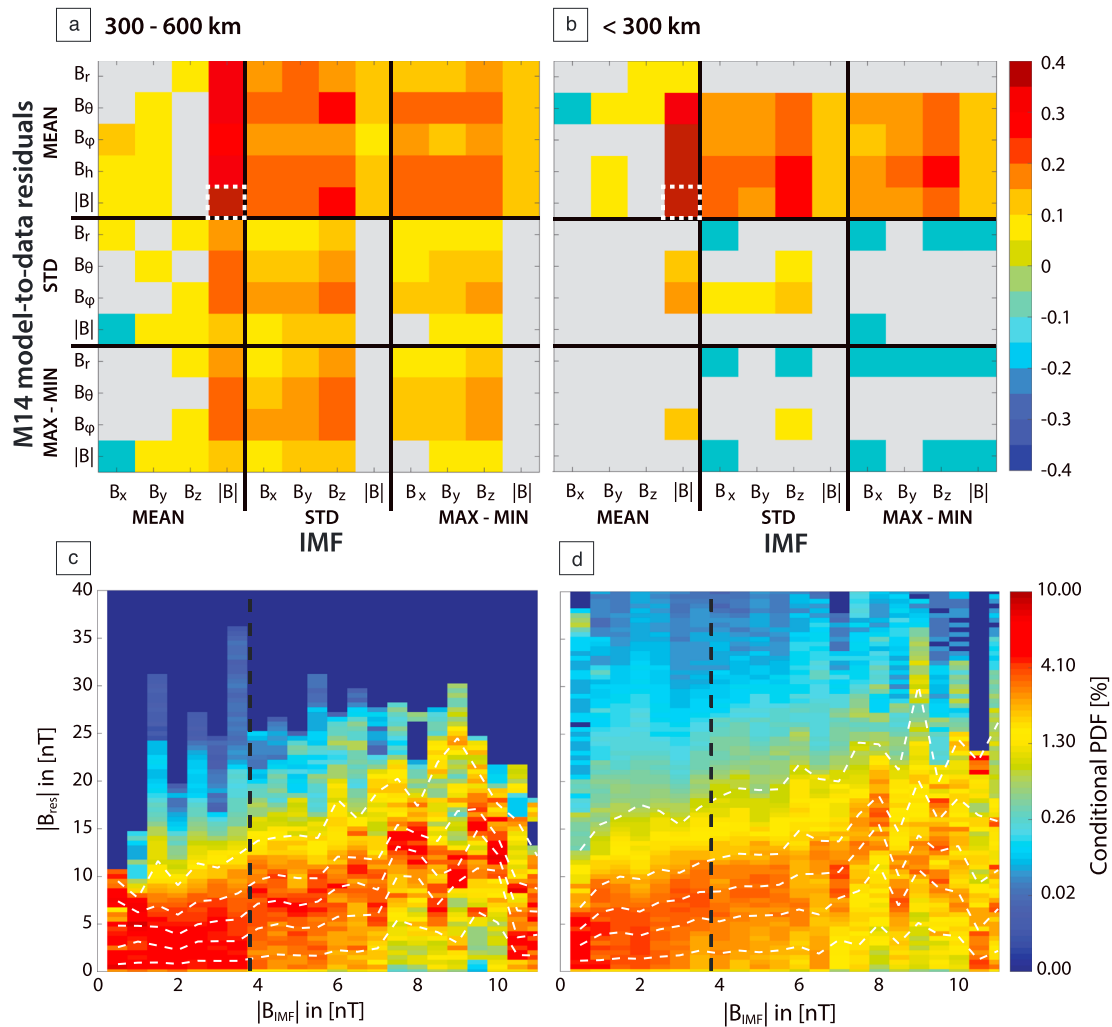 a 300 - 600 km
b < 300 km
M14 model-to-data residuals
MEAN
Br
Bθ
Bφ
Bh
|B|
STD
Br
Bθ
Bφ
|B|
MAX - MIN
Br
Bθ
Bφ
|B|
0.4
0.3
0.2
0.1
0
-0.1
-0.2
-0.3
-0.4
Bx By Bz |B| Bx By Bz |B| Bx By Bz |B|
MEAN STD MAX - MIN
IMF
Bx By Bz |B| Bx By Bz |B| Bx By Bz |B|
MEAN STD MAX - MIN
IMF
c
|Bres| in [nT]
40
35
30
25
20
15
10
5
0
0 2 4 6 8 10
|BIMF| in [nT]
d
0 2 4 6 8 10
|BIMF| in [nT]
10.00
4.10
1.30
0.26
0.02
0.00
Conditional PDF [%]